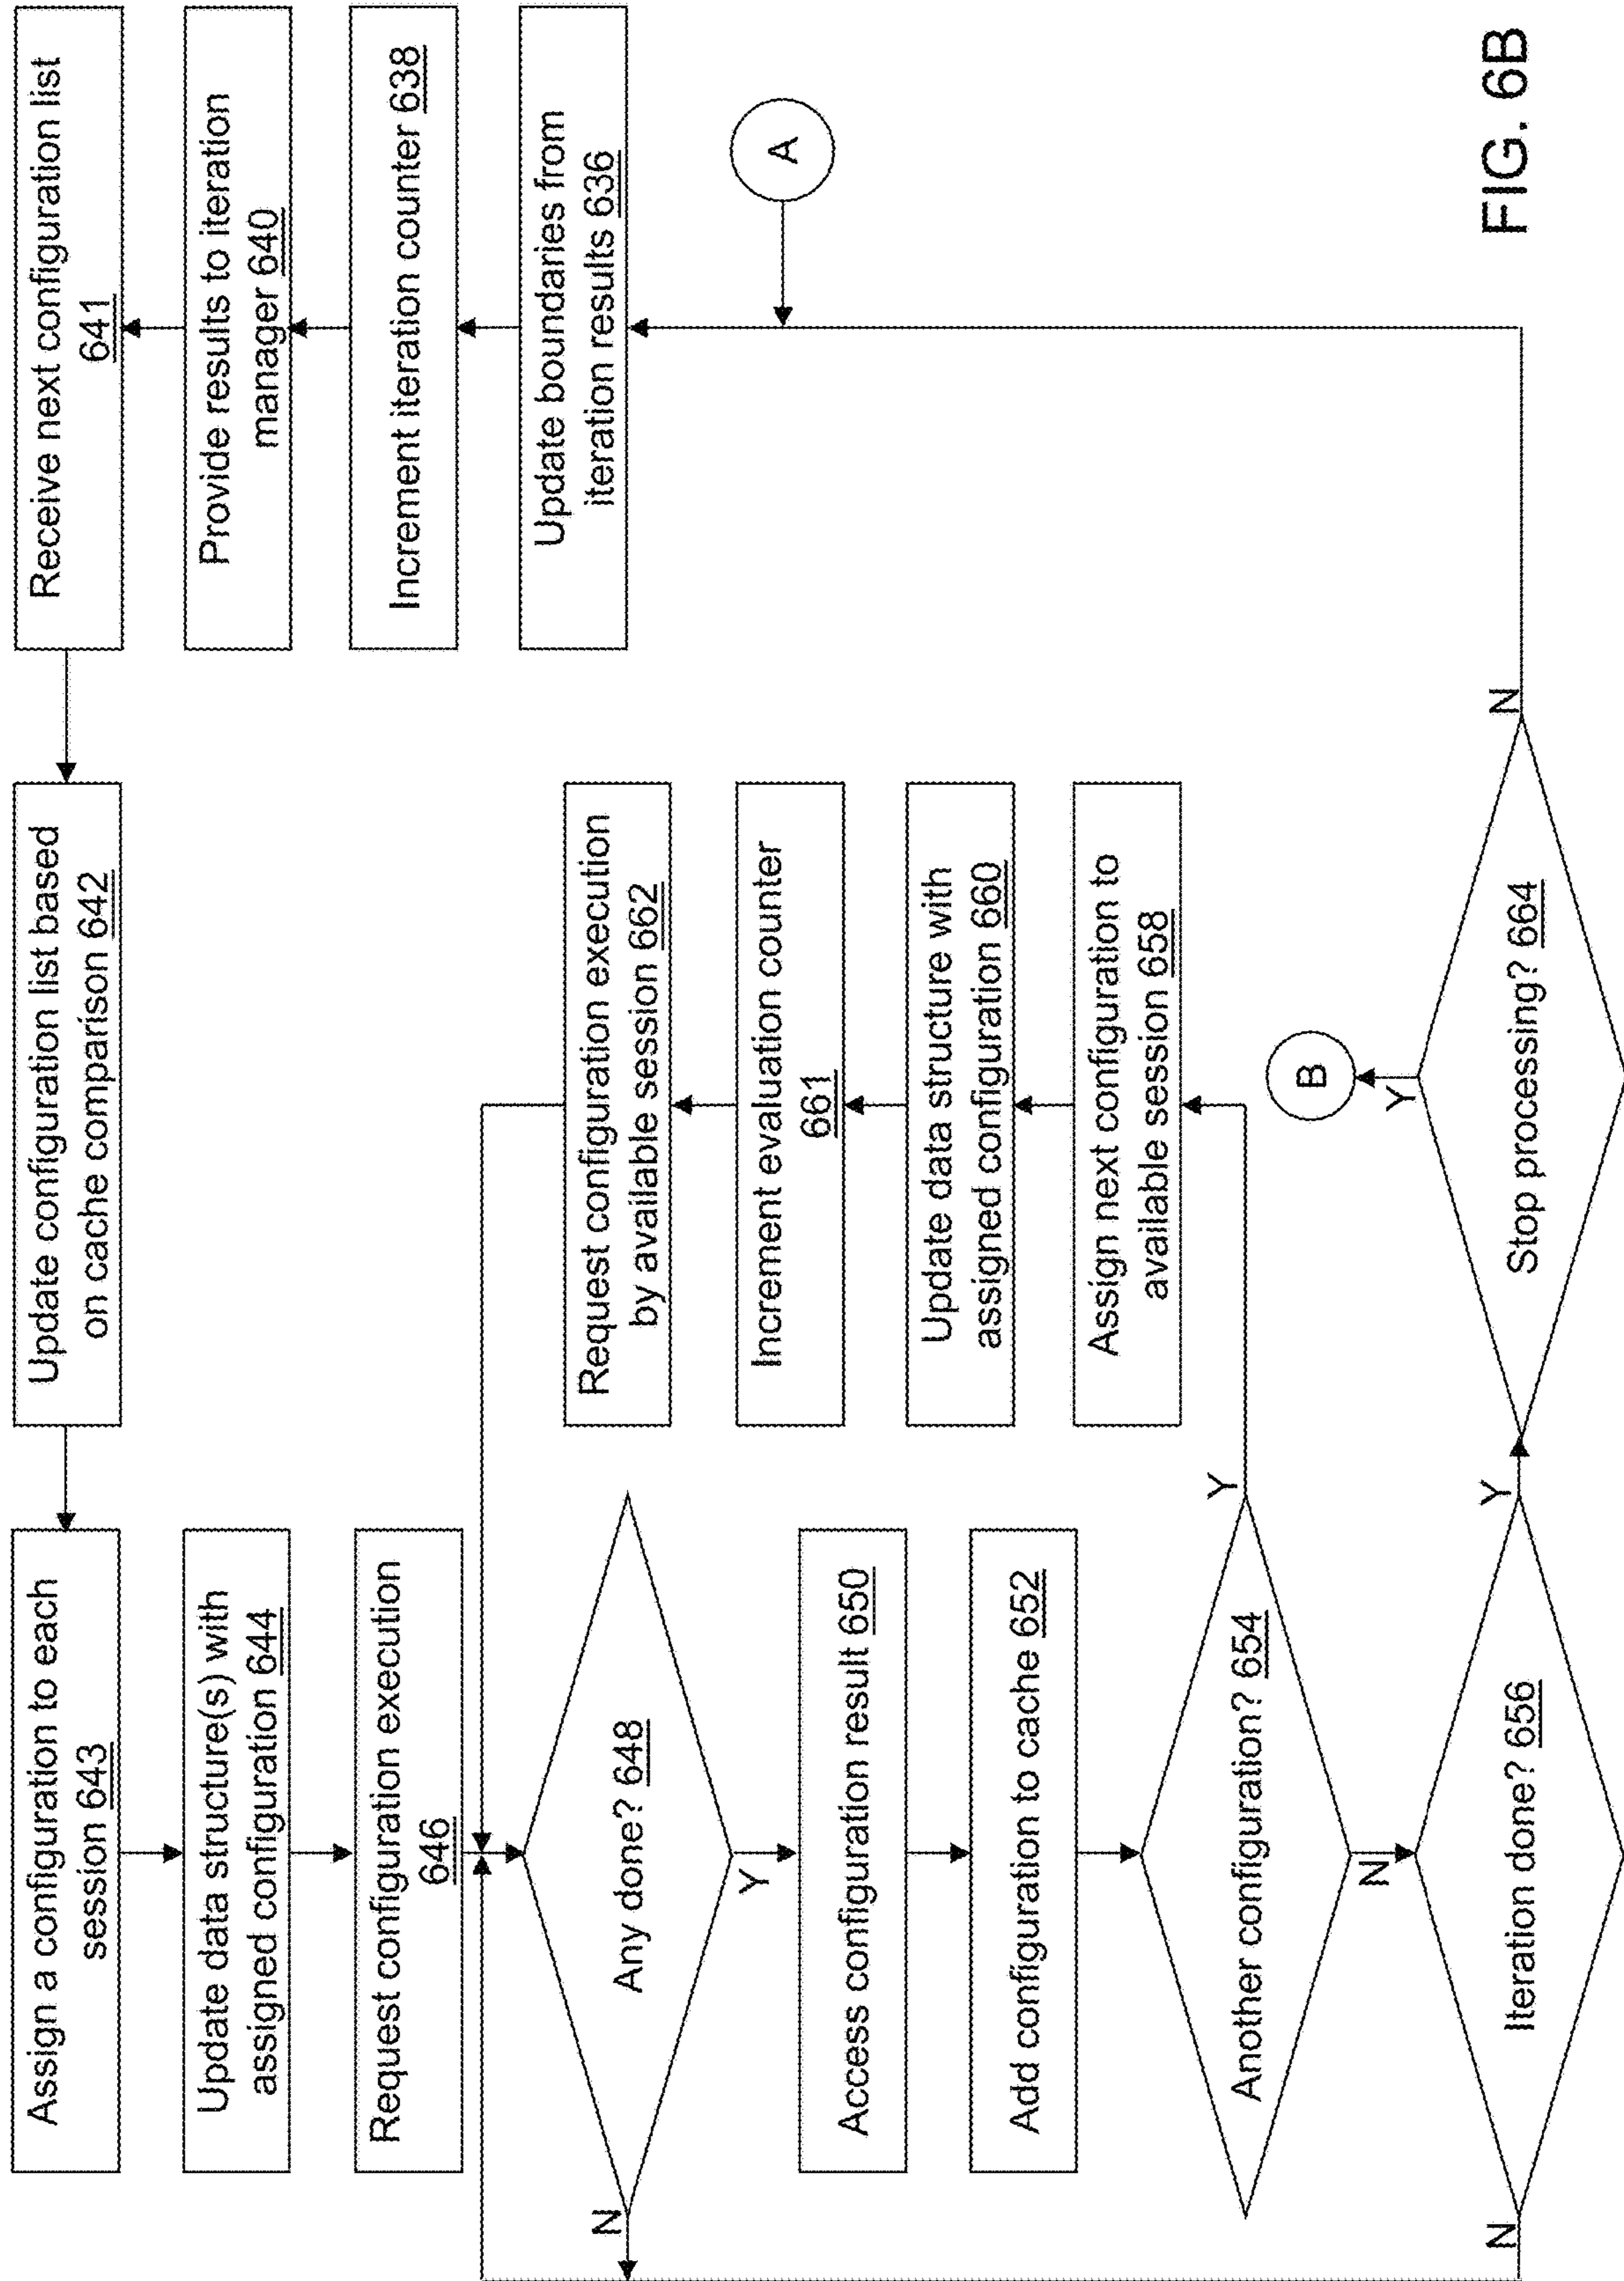 Assign a configuration to each
session 643
Update data structure(s) with
assigned configuration 644
Request configuration execution
646
Any done? 648
N
Y
Access configuration result 650
Add configuration to cache 652
Another configuration? 654
Y
N
Iteration done? 656
N
Y
Update configuration list based
on cache comparison 642
Request configuration execution
by available session 662
Increment evaluation counter
661
Update data structure with
assigned configuration 660
Assign next configuration to
available session 658
B
Y
Stop processing? 664
N
Receive next configuration list
641
Provide results to iteration
manager 640
Increment iteration counter 638
Update boundaries from
iteration results 636
A
FIG. 6B